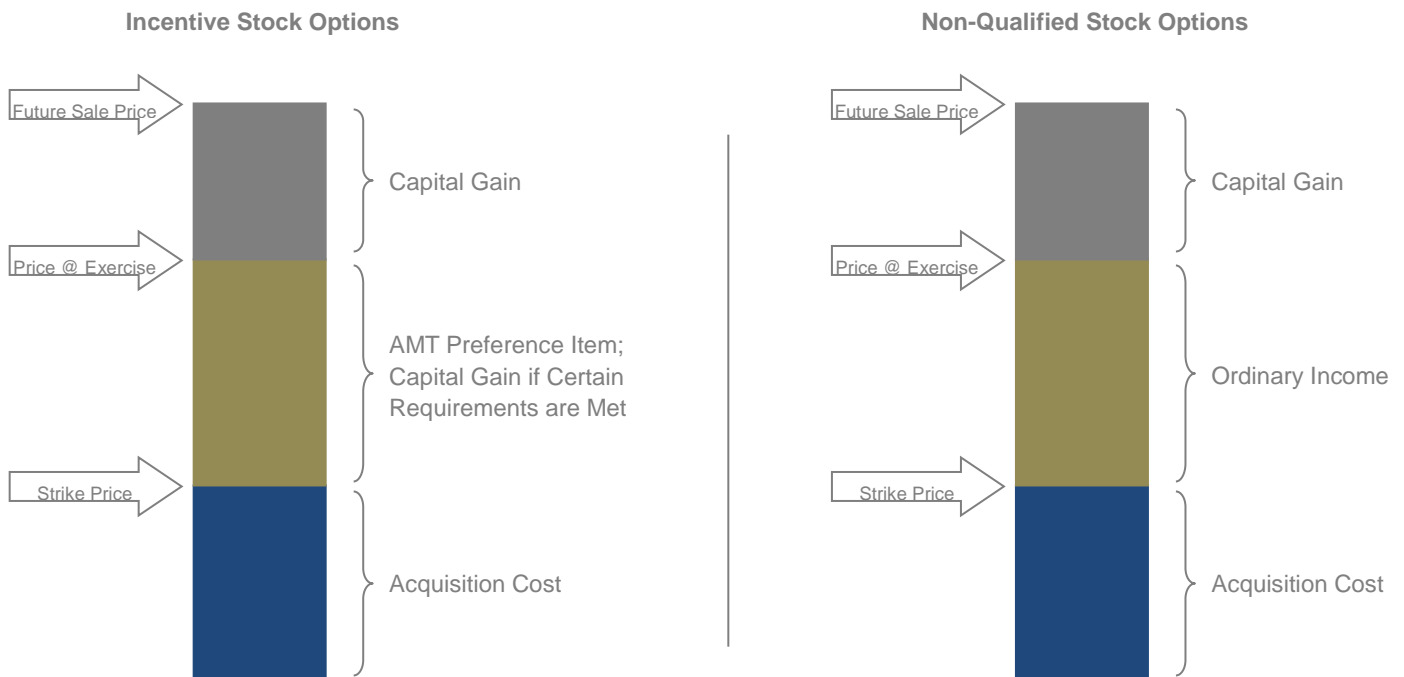 Incentive Stock Options
Future Sale Price
Capital Gain
Price @ Exercise
AMT Preference Item;
Capital Gain if Certain
Requirements are Met
Strike Price
Acquisition Cost
Non-Qualified Stock Options
Future Sale Price
Capital Gain
Price @ Exercise
Ordinary Income
Strike Price
Acquisition Cost